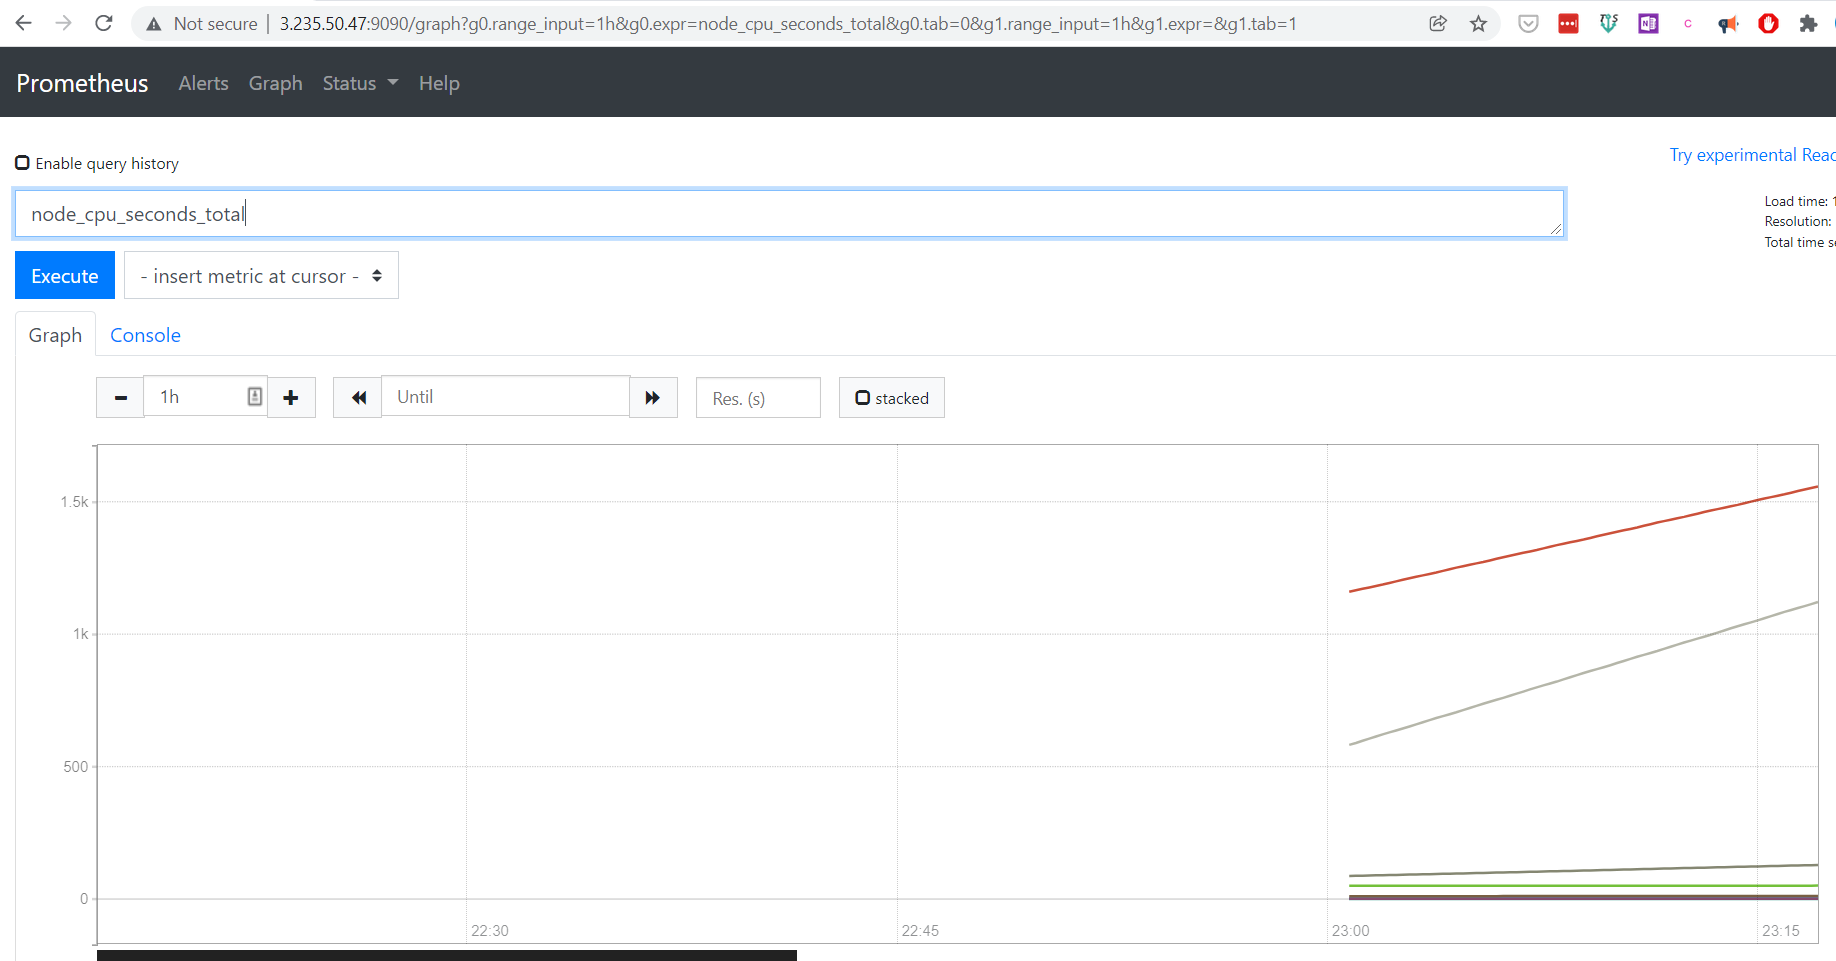 Not secure | 3.235.50.47:9090/graph?g0.range_input=1h&g0.expr=node_cpu_seconds_total&g0.tab=0&g1.range_input=1h&g1.expr=&g1.tab=1
Prometheus Alerts Graph Status Help
Enable query history
Try experimental Reac
node_cpu_seconds_total
Load time: 1
Resolution:
Total time se
Execute
- insert metric at cursor -
Graph Console
1h
Until
Res. (s)
stacked
1.5k
1k
500
0
22:30 22:45 23:00 23:15